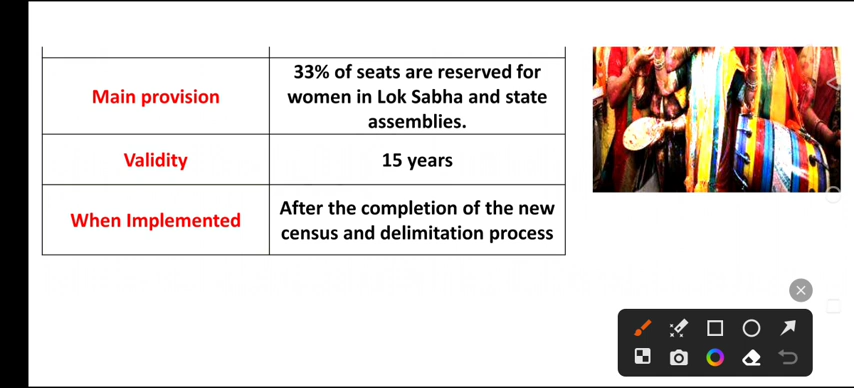 Main provision
33% of seats are reserved for
women in Lok Sabha and state
assemblies.
Validity
15 years
When Implemented
After the completion of the new
census and delimitation process